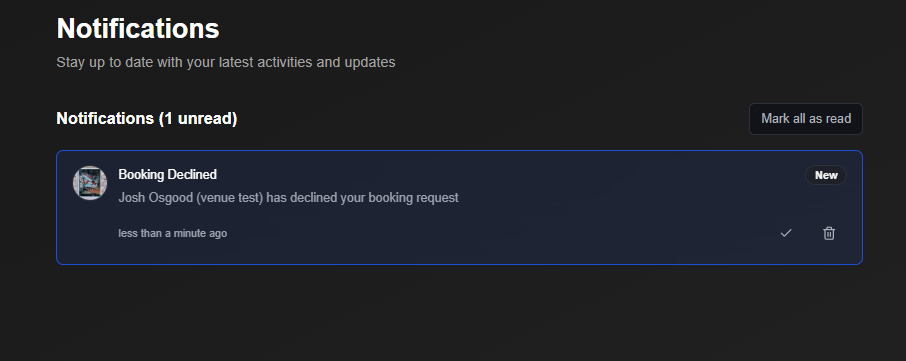 Notifications
Stay up to date with your latest activities and updates
Notifications (1 unread)
Mark all as read
Booking Declined
New
Josh Osgood (venue test) has declined your booking request
less than a minute ago